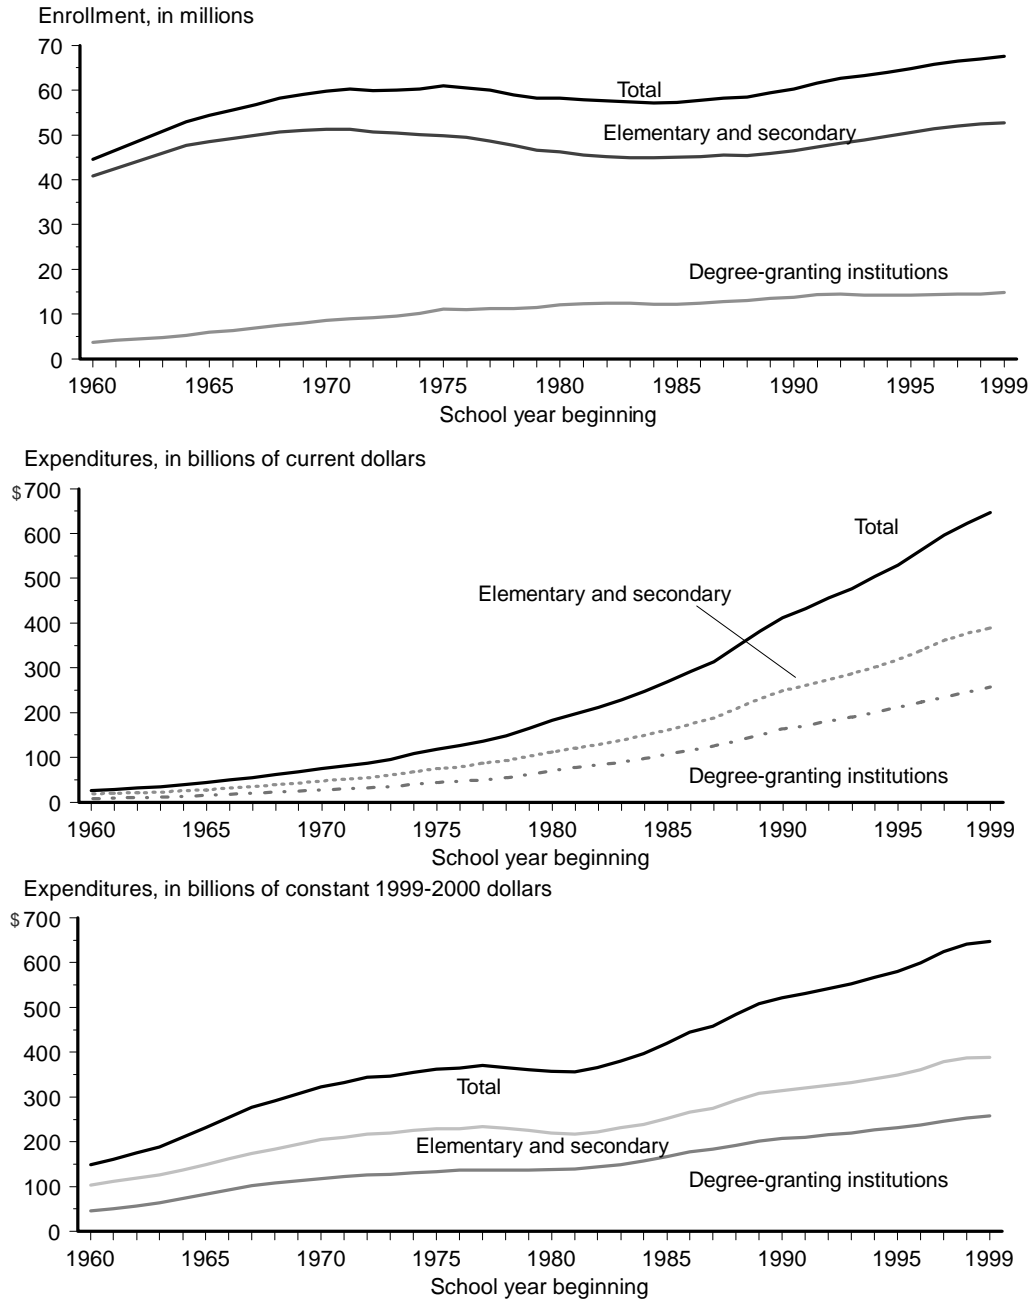 Enrollment, in millions
70
60
50
40
30
20
10
0
Total
Elementary and secondary
Degree-granting institutions
1960 1965 1970 1975 1980 1985 1990 1995 1999
School year beginning
Expenditures, in billions of current dollars
$700
600
500
400
300
200
100
0
Total
Elementary and secondary
Degree-granting institutions
1960 1965 1970 1975 1980 1985 1990 1995 1999
School year beginning
Expenditures, in billions of constant 1999-2000 dollars
$700
600
500
400
300
200
100
0
Total
Elementary and secondary
Degree-granting institutions
1960 1965 1970 1975 1980 1985 1990 1995 1999
School year beginning